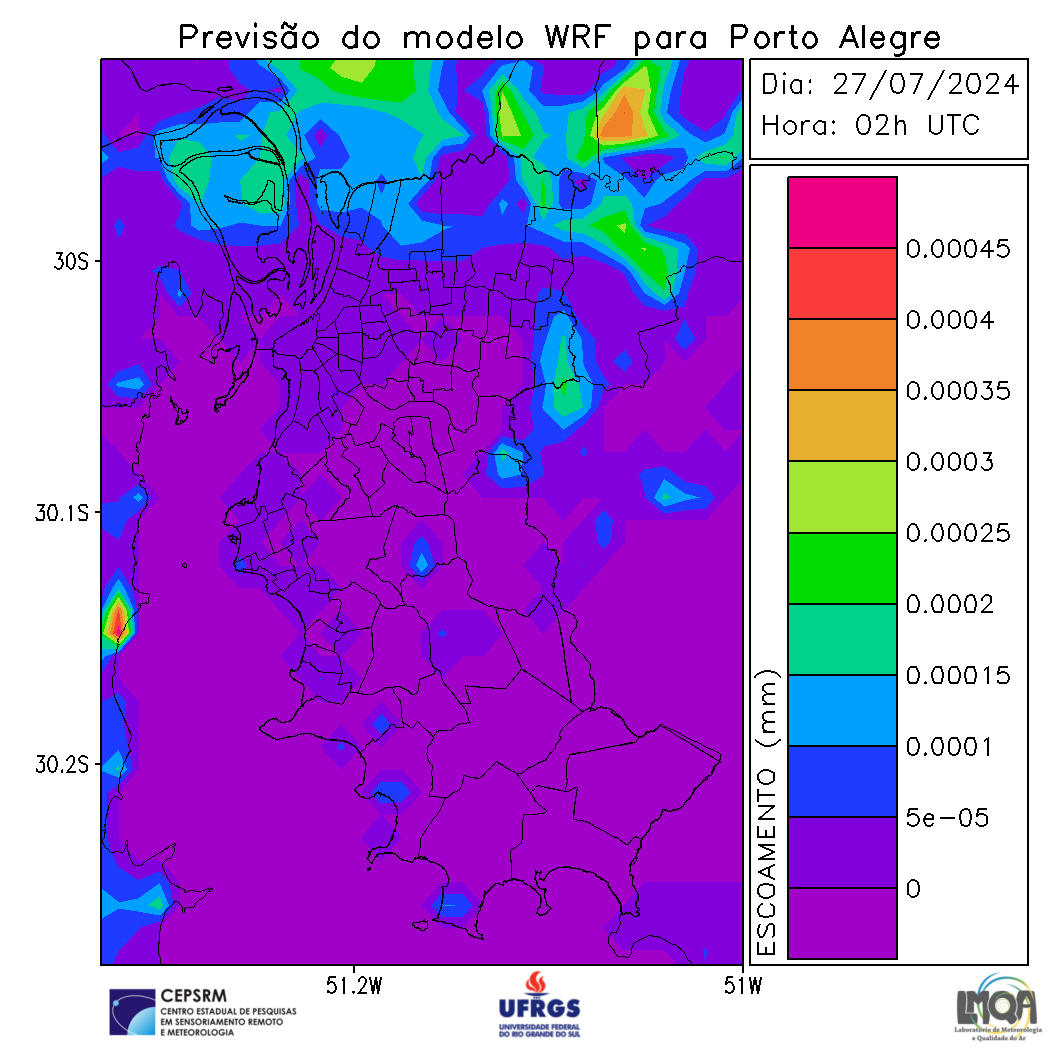 Previsão do modelo WRF para Porto Alegre
Dia: 27/07/2024
Hora: 02h UTC
0.00045
0.0004
0.00035
0.0003
0.00025
0.0002
0.00015
0.0001
5e-05
0
ESCOAMENTO (mm)
30S
30.1S
30.2S
51.2W
51W
CEPSRM
CENTRO ESTADUAL DE PESQUISAS
EM SENSORIAMENTO REMOTO
E METEOROLOGIA
UFRGS
UNIVERSIDADE FEDERAL
DO RIO GRANDE DO SUL
LMQA
Laboratório de Meteorologia
e Qualidade do Ar